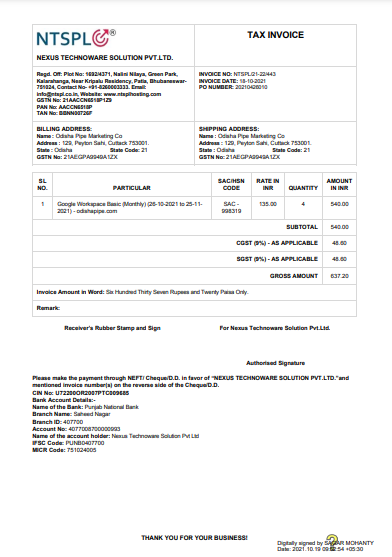 NTSPL
TAX INVOICE
NEXUS TECHNOWARE SOLUTION PVT.LTD.
Regd. Off: Plot No: 1692/4371, Nalini Nilaya, Green Park,
Kalarahanga, Near Kripalu Residency, Patia, Bhubaneswar-
751024, Contact No- +91-8260003333. Email:
info@ntspl.co.in, Website: www.ntsplhosting.com
GSTN No: 21AACCN6518P1Z9
PAN No: AACCN6518P
TAN No: BBNN00726F
INVOICE NO: NTSPL/21-22/443
INVOICE DATE: 18-10-2021
PO NUMBER: 20210426010
BILLING ADDRESS:
Name : Odisha Pipe Marketing Co
Address : 129, Peyton Sahi, Cuttack 753001.
State : Odisha State Code: 21
GSTN No: 21AEGPA9949A1ZX
SHIPPING ADDRESS:
Name : Odisha Pipe Marketing Co
Address : 129, Peyton Sahi, Cuttack 753001.
State : Odisha State Code: 21
GSTN No: 21AEGPA9949A1ZX
SL NO. PARTICULAR SAC/HSN CODE RATE IN INR QUANTITY AMOUNT IN INR
1 Google Workspace Basic (Monthly) (26-10-2021 to 25-11- SAC - 135.00 4 540.00
2021) - odishapipe.com 998319
SUBTOTAL 540.00
CGST (9%) - AS APPLICABLE 48.60
SGST (9%) - AS APPLICABLE 48.60
GROSS AMOUNT 637.20
Invoice Amount in Word: Six Hundred Thirty Seven Rupees and Twenty Paisa Only.
Remark:
Receiver's Rubber Stamp and Sign For Nexus Technoware Solution Pvt.Ltd.
Authorised Signature
Please make the payment through NEFT/ Cheque/D.D. in favor of "NEXUS TECHNOWARE SOLUTION PVT.LTD."and
mentioned invoice number(s) on the reverse side of the Cheque/D.D.
CIN No: U72200OR2007PTC009685
Bank Account Details:-
Name of the Bank: Punjab National Bank
Branch Name: Saheed Nagar
Branch ID: 407700
Account No: 4077008700000993
Name of the account holder: Nexus Technoware Solution Pvt Ltd
IFSC Code: PUNB0407700
MICR Code: 751024005
THANK YOU FOR YOUR BUSINESS!
Digitally signed by SAGAR MOHANTY
Date: 2021.10.19 :54 +05:30